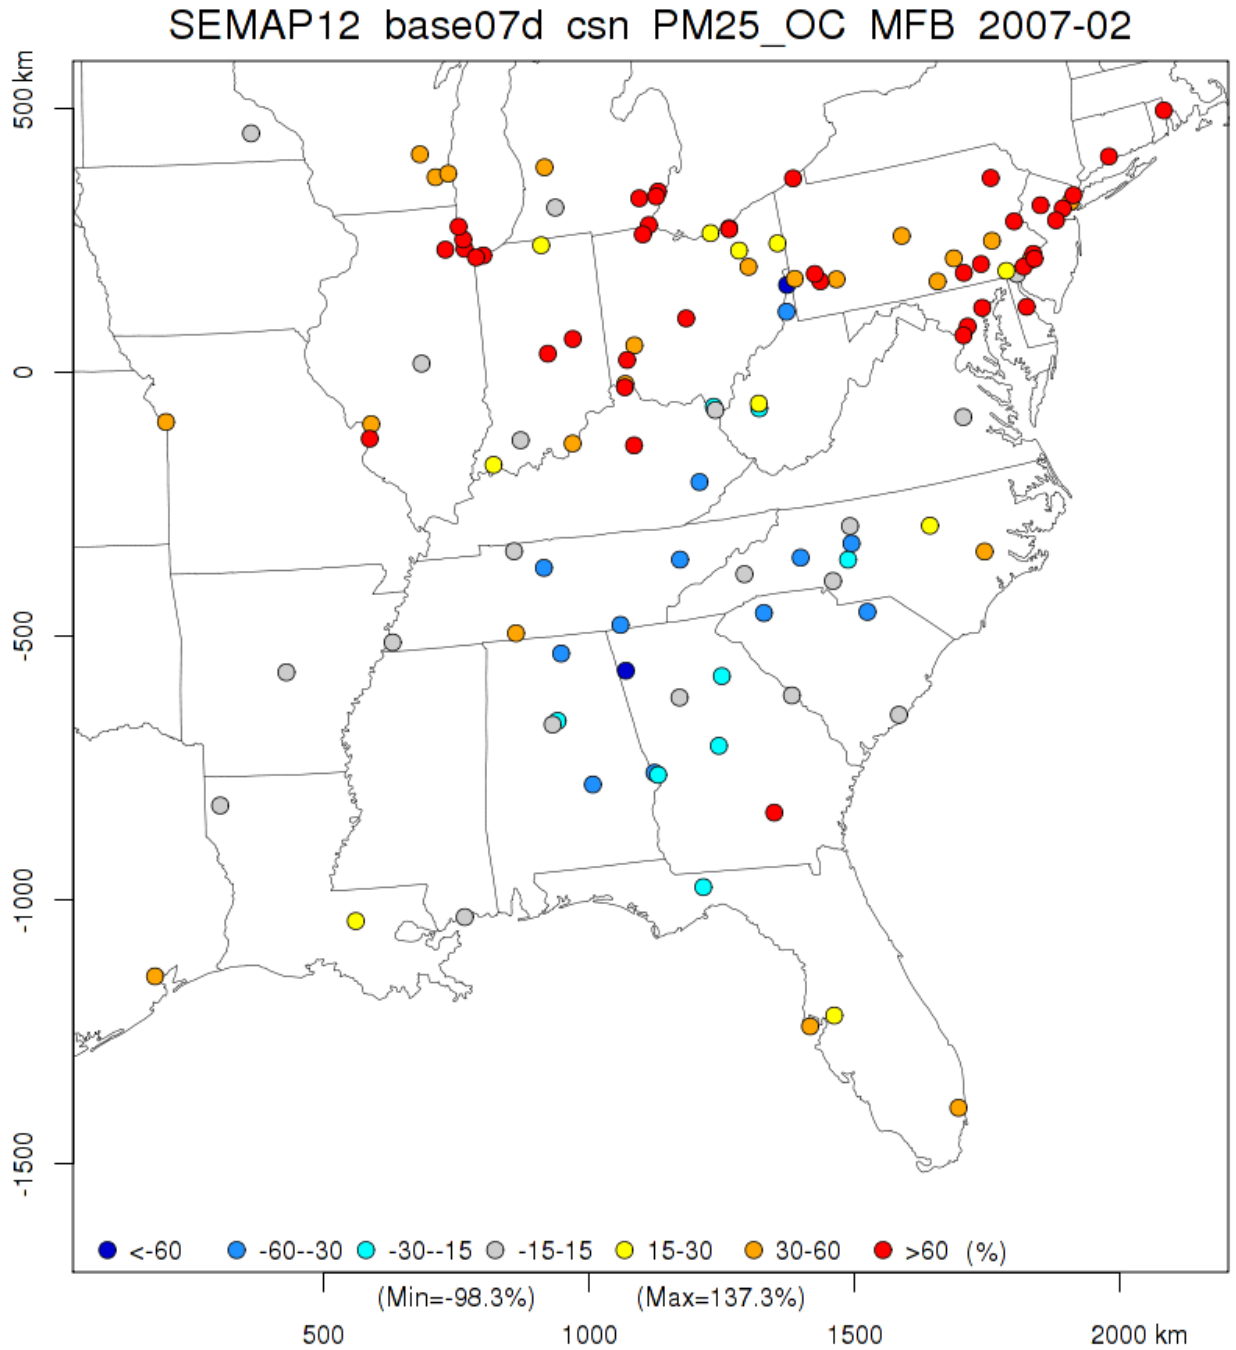 SEMAP12 base07d csn PM25_OC MFB 2007-02
500 km
0
-500
-1000
-1500
<-60 -60--30 -30--15 -15-15 15-30 30-60 >60 (%)
(Min=-98.3%) (Max=137.3%)
500 1000 1500 2000 km